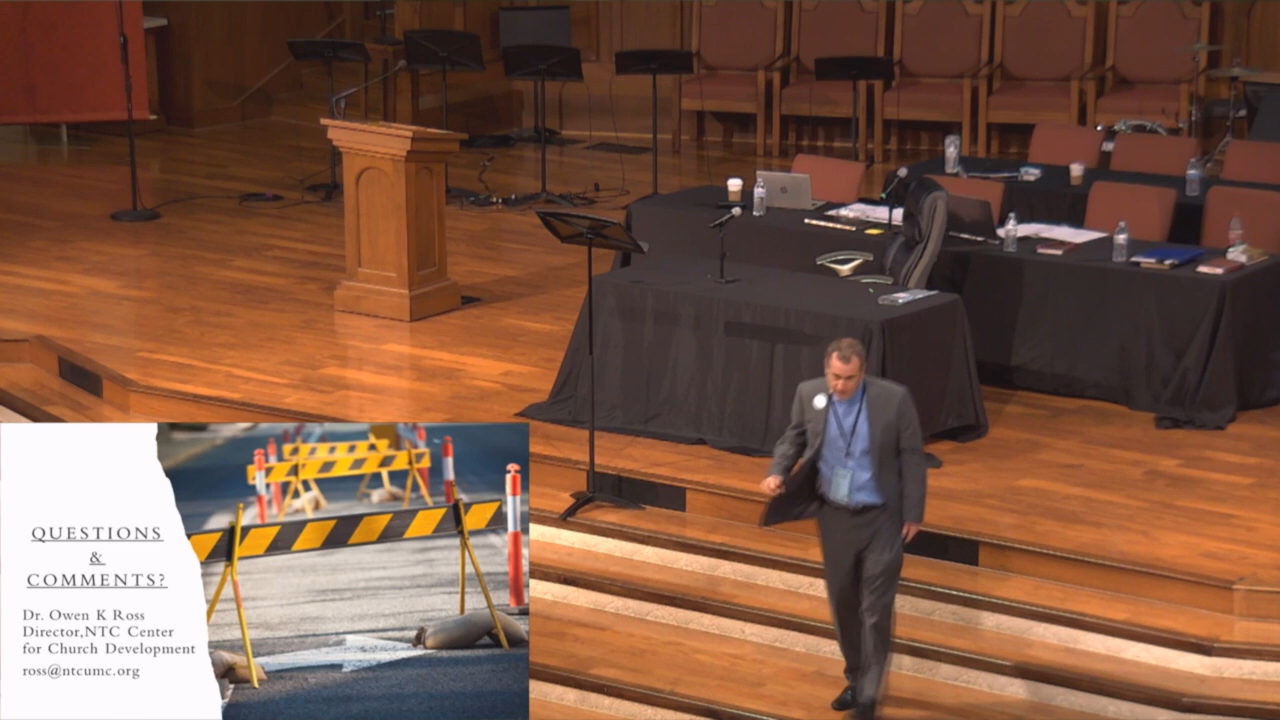 QUESTIONS
&
COMMENTS?
Dr. Owen K Ross
Director,NTC Center
for Church Development
ross@ntcumc.org